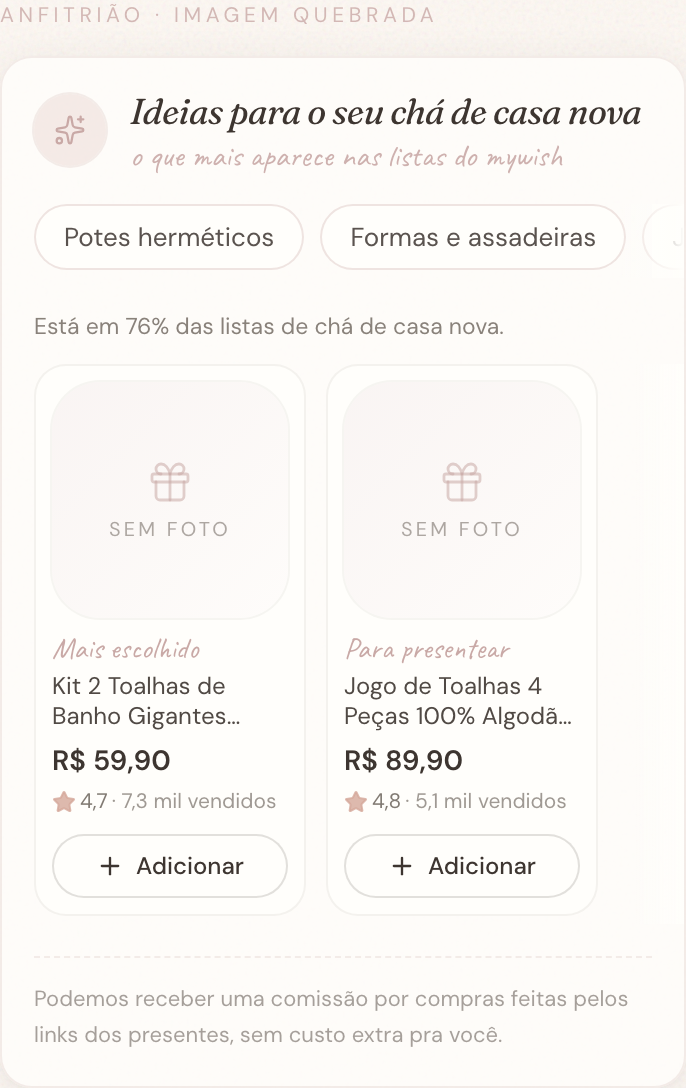 ANFITRIÃO · IMAGEM QUEBRADA
Ideias para o seu chá de casa nova
o que mais aparece nas listas do mywish
Potes herméticos
Formas e assadeiras
Está em 76% das listas de chá de casa nova.
SEM FOTO
Mais escolhido
Kit 2 Toalhas de
Banho Gigantes...
R$ 59,90
4,7 · 7,3 mil vendidos
+ Adicionar
SEM FOTO
Para presentear
Jogo de Toalhas 4
Peças 100% Algodã...
R$ 89,90
4,8 · 5,1 mil vendidos
+ Adicionar
Podemos receber uma comissão por compras feitas pelos
links dos presentes, sem custo extra pra você.